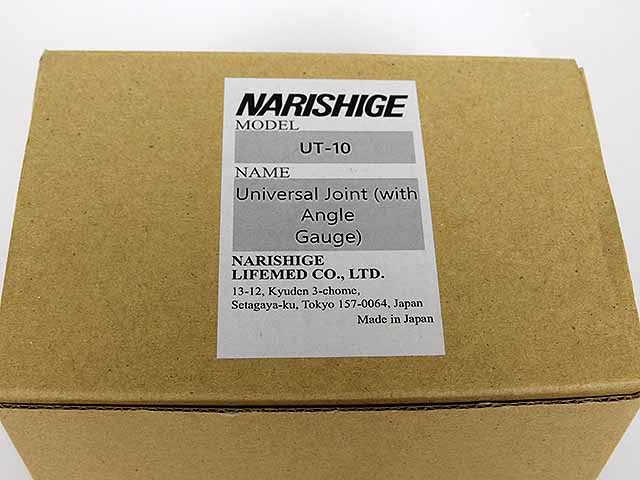 NARISHIGE
MODEL
UT-10
NAME
Universal Joint (with
Angle
Gauge)
NARISHIGE
LIFEMED CO., LTD.
13-12, Kyuden 3-chome,
Setagaya-ku, Tokyo 157-0064, Japan
Made in Japan